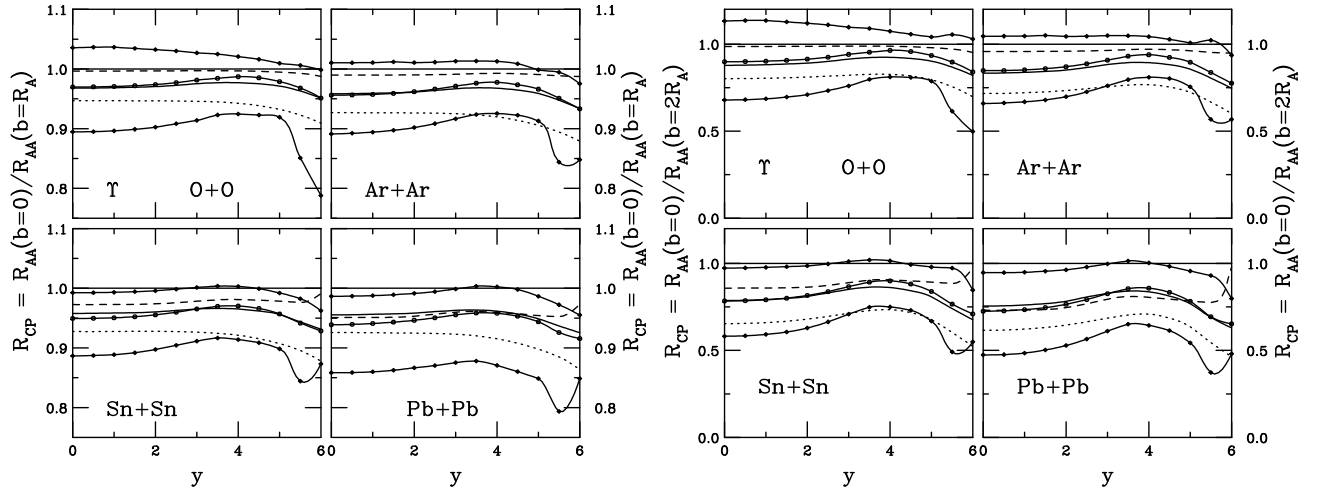 1.1
1.0
0.9
0.8
ϒ O+O
Ar+Ar
1.1
1.0
0.9
0.8
1.1
1.0
0.9
0.8
Sn+Sn
Pb+Pb
1.1
1.0
0.9
0.8
0 2 4 6
0 2 4 6
y
y
R_CP = R_AA(b=0)/R_AA(b=R_A)
R_CP = R_AA(b=0)/R_AA(b=R_A)
1.0
0.5
0.0
ϒ O+O
Ar+Ar
1.0
0.5
0.0
1.0
0.5
0.0
Sn+Sn
Pb+Pb
1.0
0.5
0.0
0 2 4 6
0 2 4 6
y
y
R_CP = R_AA(b=0)/R_AA(b=2R_A)
R_CP = R_AA(b=0)/R_AA(b=2R_A)